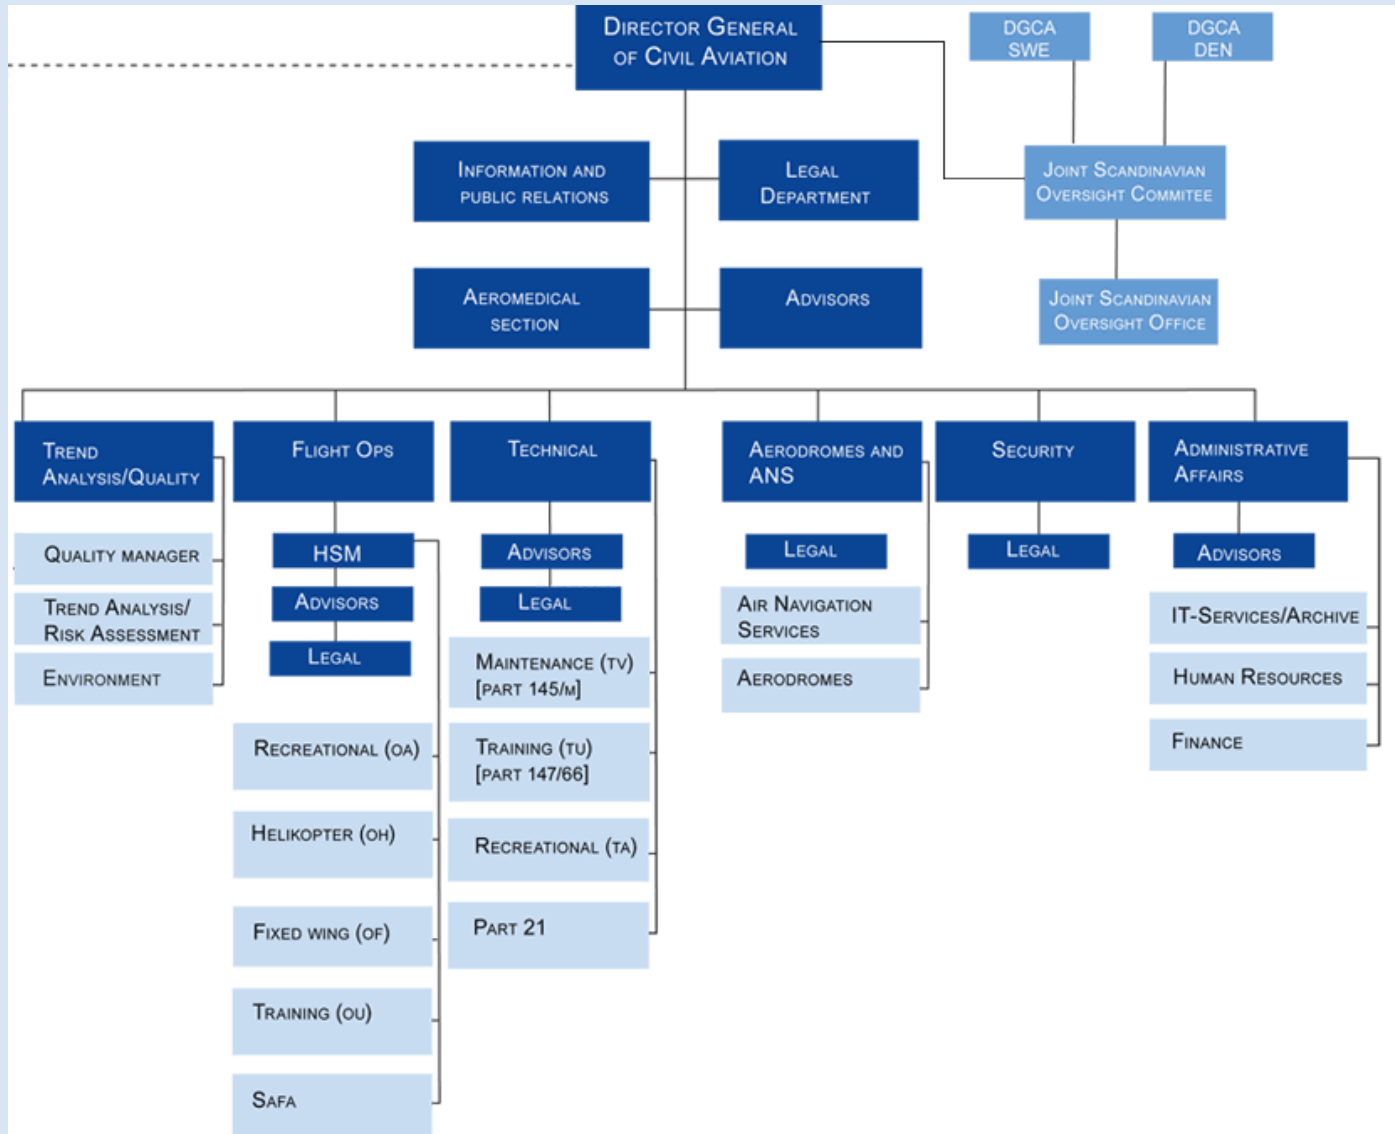 Director General
of Civil Aviation
DGCA
SWE
DGCA
DEN
Information and
public relations
Legal
Department
Joint Scandinavian
Oversight Commitee
Aeromedical
section
Advisors
Joint Scandinavian
Oversight Office
Trend
Analysis/Quality
Flight Ops
Technical
Aerodromes and
ANS
Security
Administrative
Affairs
Quality manager
Trend Analysis/
Risk Assessment
Environment
HSM
Advisors
Legal
Recreational (oa)
Helikopter (oh)
Fixed wing (of)
Training (ou)
Safa
Advisors
Legal
Maintenance (tv)
[part 145/m]
Training (tu)
[part 147/66]
Recreational (ta)
Part 21
Legal
Air Navigation
Services
Aerodromes
Legal
Advisors
IT-Services/Archive
Human Resources
Finance